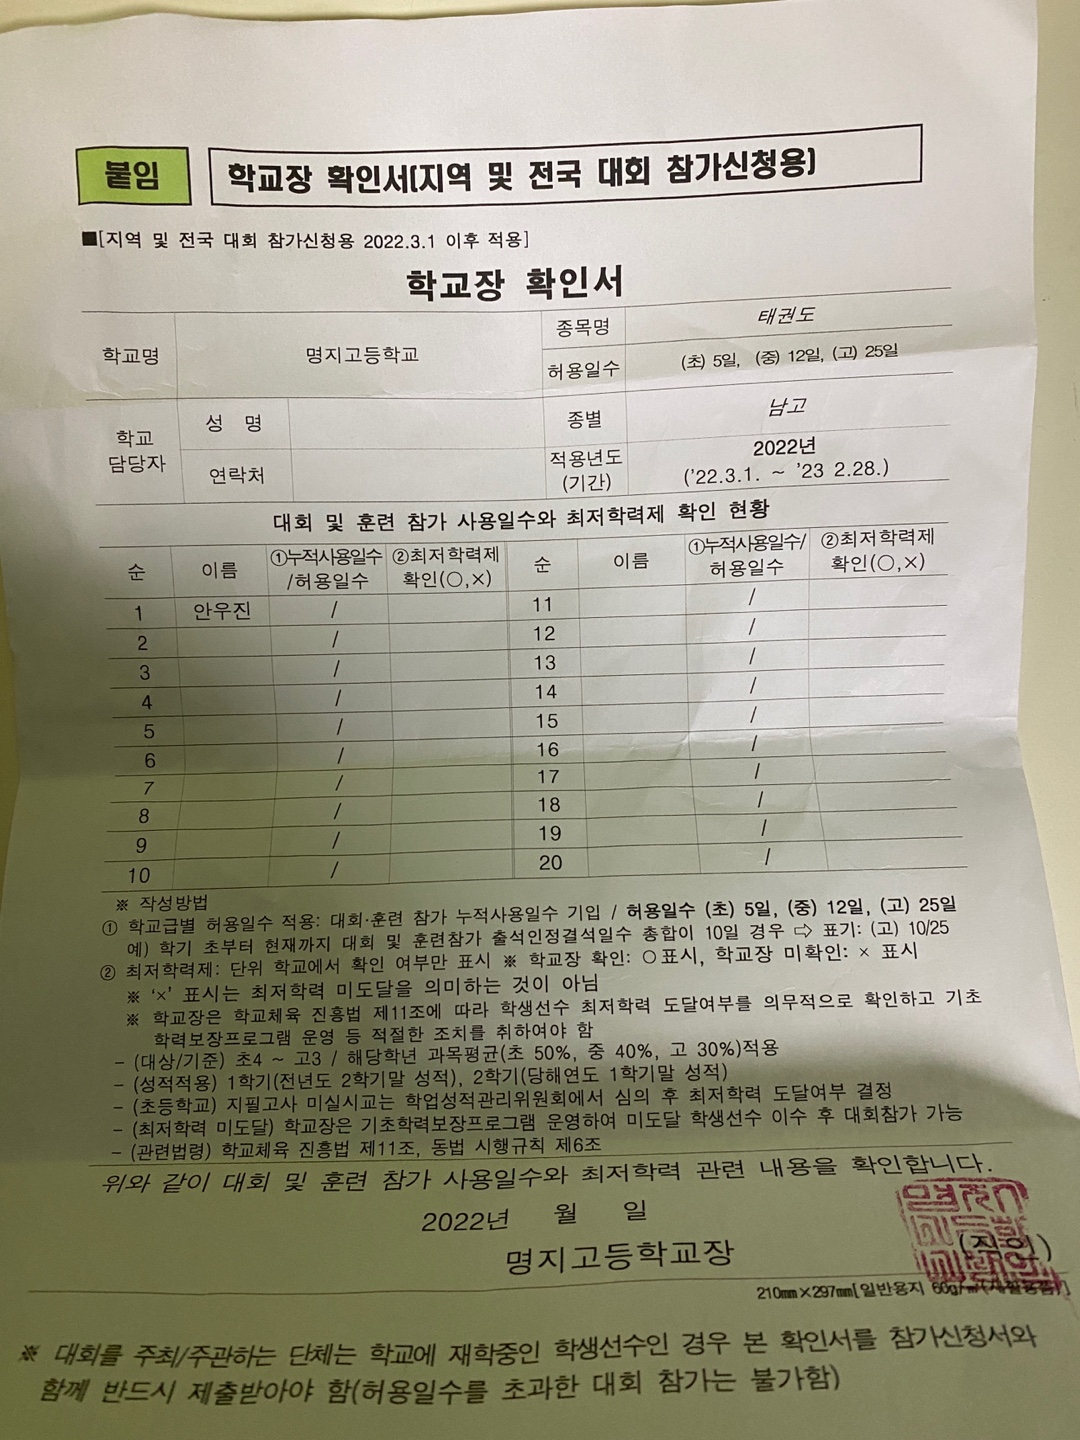 붙임
학교장 확인서(지역 및 전국 대회 참가신청용)
■[지역 및 전국 대회 참가신청용 2022.3.1 이후 적용]
학교장 확인서
학교명 명지고등학교 종목명 태권도
허용일수 (초) 5일, (중) 12일, (고) 25일
학교 담당자 성 명 종별 남고
연락처 적용년도 (기간) 2022년
('22.3.1. ~ '23 2.28.)
대회 및 훈련 참가 사용일수와 최저학력제 확인 현황
순 이름 ①누적사용일수 /허용일수 ②최저학력제 확인(○,×) 순 이름 ①누적사용일수/ 허용일수 ②최저학력제 확인(○,×)
1 안우진 / 11 /
2 / 12 /
3 / 13 /
4 / 14 /
5 / 15 /
6 / 16 /
7 / 17 /
8 / 18 /
9 / 19 /
10 / 20 /
※ 작성방법
① 학교급별 허용일수 적용: 대회·훈련 참가 누적사용일수 기입 / 허용일수 (초) 5일, (중) 12일, (고) 25일
예) 학기 초부터 현재까지 대회 및 훈련참가 출석인정결석일수 총합이 10일 경우 ⇨ 표기: (고) 10/25
② 최저학력제: 단위 학교에서 확인 여부만 표시 ※ 학교장 확인: ○표시, 학교장 미확인: × 표시
※ '×' 표시는 최저학력 미도달을 의미하는 것이 아님
※ 학교장은 학교체육 진흥법 제11조에 따라 학생선수 최저학력 도달여부를 의무적으로 확인하고 기초
학력보장프로그램 운영 등 적절한 조치를 취하여야 함
- (대상/기준) 초4 ~ 고3 / 해당학년 과목평균(초 50%, 중 40%, 고 30%)적용
- (성적적용) 1학기(전년도 2학기말 성적), 2학기(당해연도 1학기말 성적)
- (초등학교) 지필고사 미실시교는 학업성적관리위원회에서 심의 후 최저학력 도달여부 결정
- (최저학력 미도달) 학교장은 기초학력보장프로그램 운영하여 미도달 학생선수 이수 후 대회참가 가능
- (관련법령) 학교체육 진흥법 제11조, 동법 시행규칙 제6조
위와 같이 대회 및 훈련 참가 사용일수와 최저학력 관련 내용을 확인합니다.
2022년 월 일
명지고등학교장 (직인)
210㎜×297㎜[일반용지 60g/㎡(재활용품)]
※ 대회를 주최/주관하는 단체는 학교에 재학중인 학생선수인 경우 본 확인서를 참가신청서와
함께 반드시 제출받아야 함(허용일수를 초과한 대회 참가는 불가함)